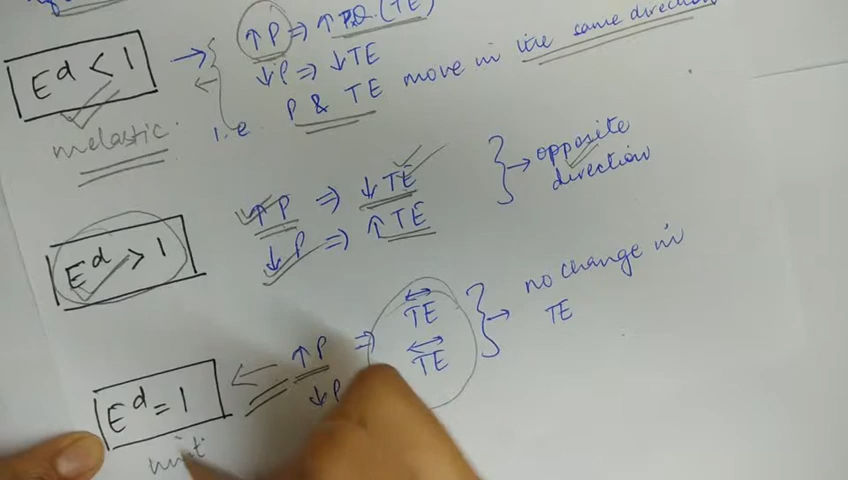 ↑P ⇒ ↑ P.Q. (TE)
Ed < 1 → ↓P ⇒ ↓TE
i.e P & TE move in the same direction
inelastic
↑P ⇒ ↓TE
Ed > 1 ↓P ⇒ ↑TE
→ opposite direction
↑P ⇒ ↔ TE
↓P ↔ TE
→ no change in
TE
Ed = 1
unit